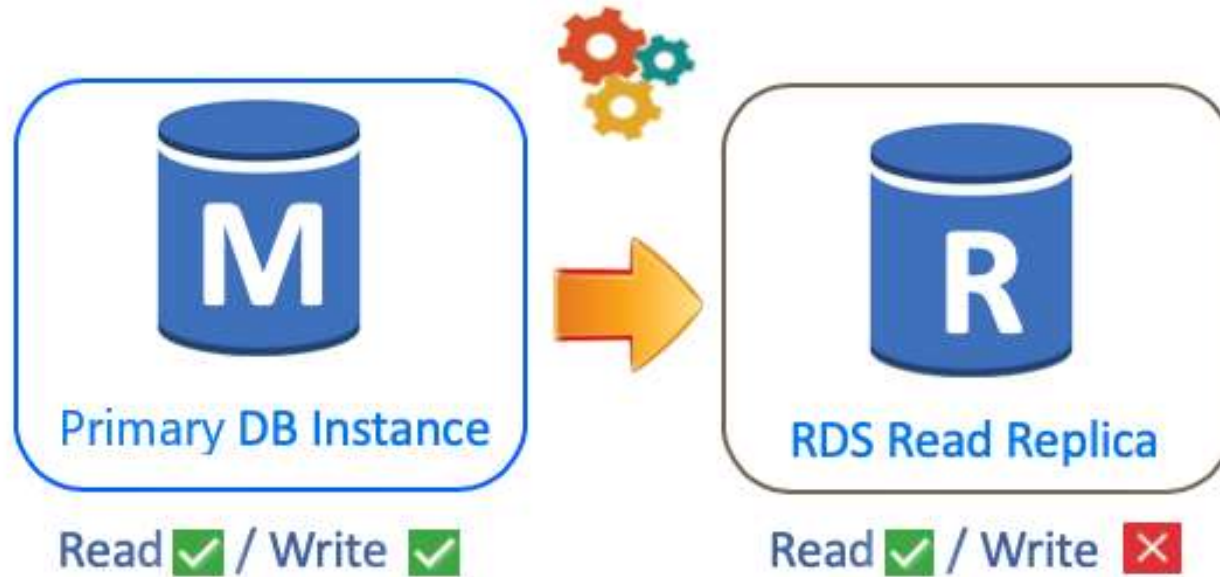 M
Primary DB Instance
Read ✅ / Write ✅
R
RDS Read Replica
Read ✅ / Write ❌